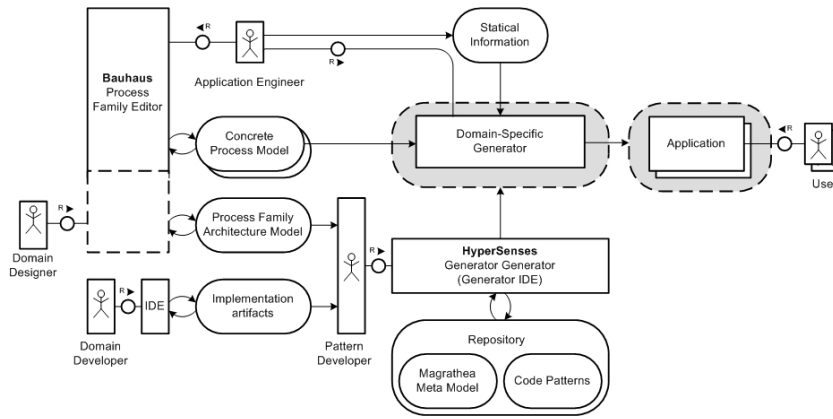 R
Statical
Information
Bauhaus
Process
Family Editor
Application Engineer
R
Concrete
Process Model
Domain-Specific
Generator
Application
R
Use
R
Process Family
Architecture Model
R
Domain
Designer
HyperSenses
Generator Generator
(Generator IDE)
R
IDE
Implementation
artifacts
Domain
Developer
Pattern
Developer
Repository
Magrathea
Meta Model
Code Patterns